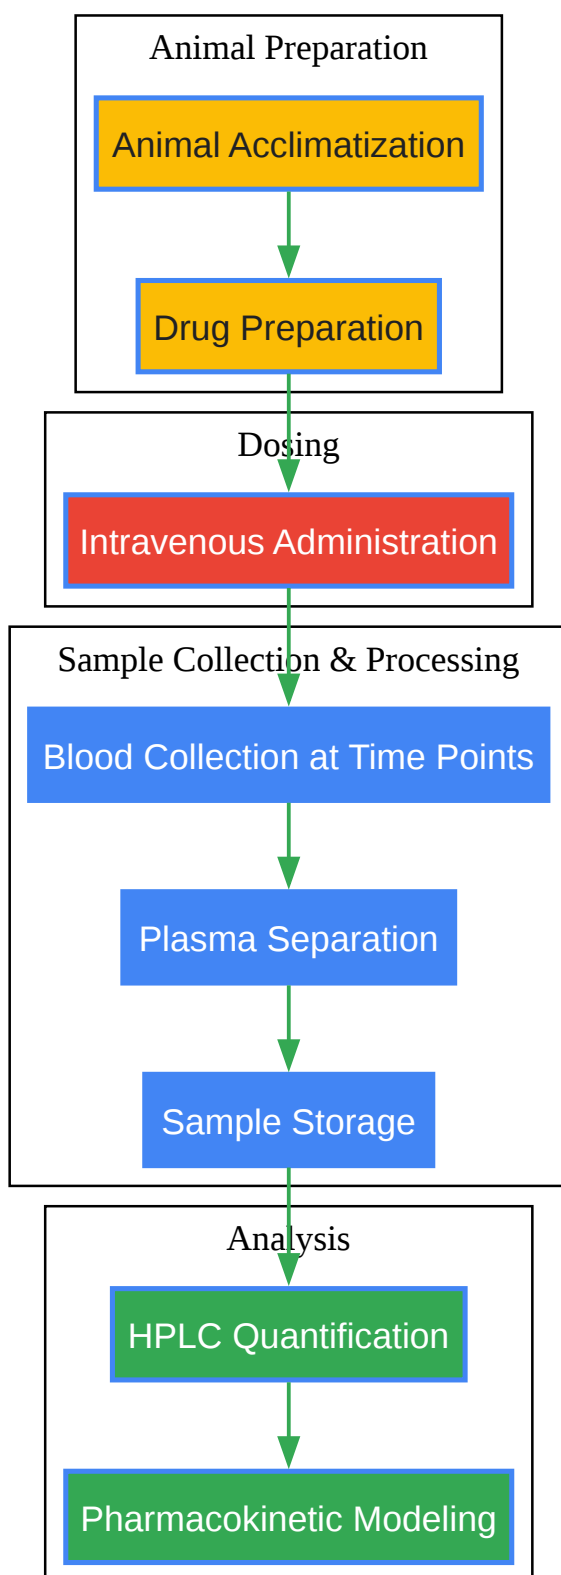 Animal Preparation
Animal Acclimatization
Drug Preparation
Dosing
Intravenous Administration
Sample Collection & Processing
Blood Collection at Time Points
Plasma Separation
Sample Storage
Analysis
HPLC Quantification
Pharmacokinetic Modeling